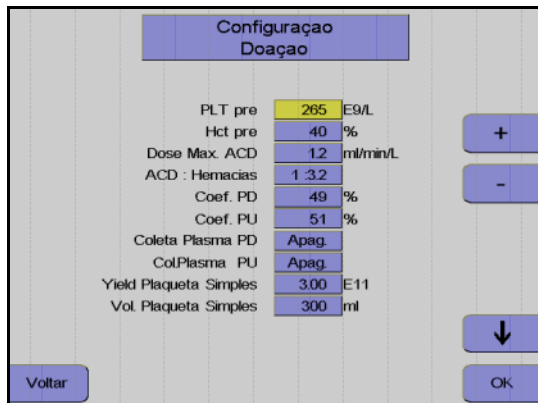 Configuraçao
Doaçao
PLT pre 265 E9/L
Hct pre 40 %
Dose Max. ACD 1.2 ml/min/L
ACD : Hemacias 1 :3.2
Coef. PD 49 %
Coef. PU 51 %
Coleta Plasma PD Apag.
Col.Plasma PU Apag.
Yield Plaqueta Simples 3.00 E11
Vol. Plaqueta Simples 300 ml
+
-
↓
Voltar OK